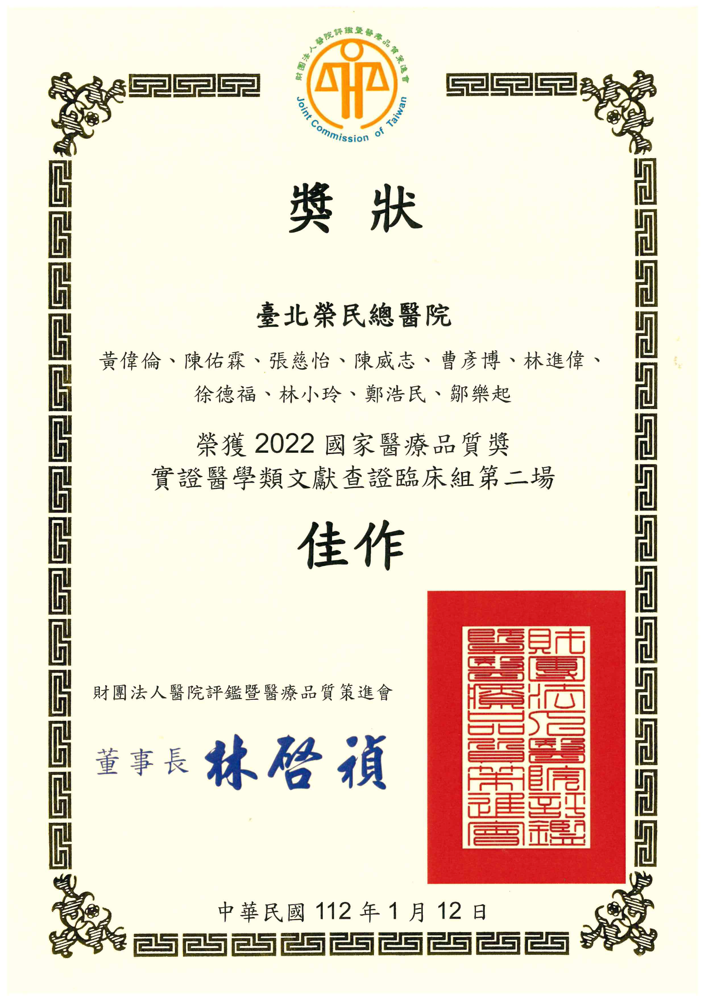 財團法人醫院評鑑暨醫療品質策進會
Joint Commission of Taiwan
獎狀
臺北榮民總醫院
黃偉倫、陳佑霖、張慈怡、陳威志、曹彥博、林進偉、
徐德福、林小玲、鄭浩民、鄒樂起
榮獲 2022 國家醫療品質獎
實證醫學類文獻查證臨床組第二場
佳作
財團法人醫院評鑑暨醫療品質策進會
董事長 林啓禎
財團法人醫院評鑑
暨醫療品質策進會
中華民國 112 年 1 月 12 日